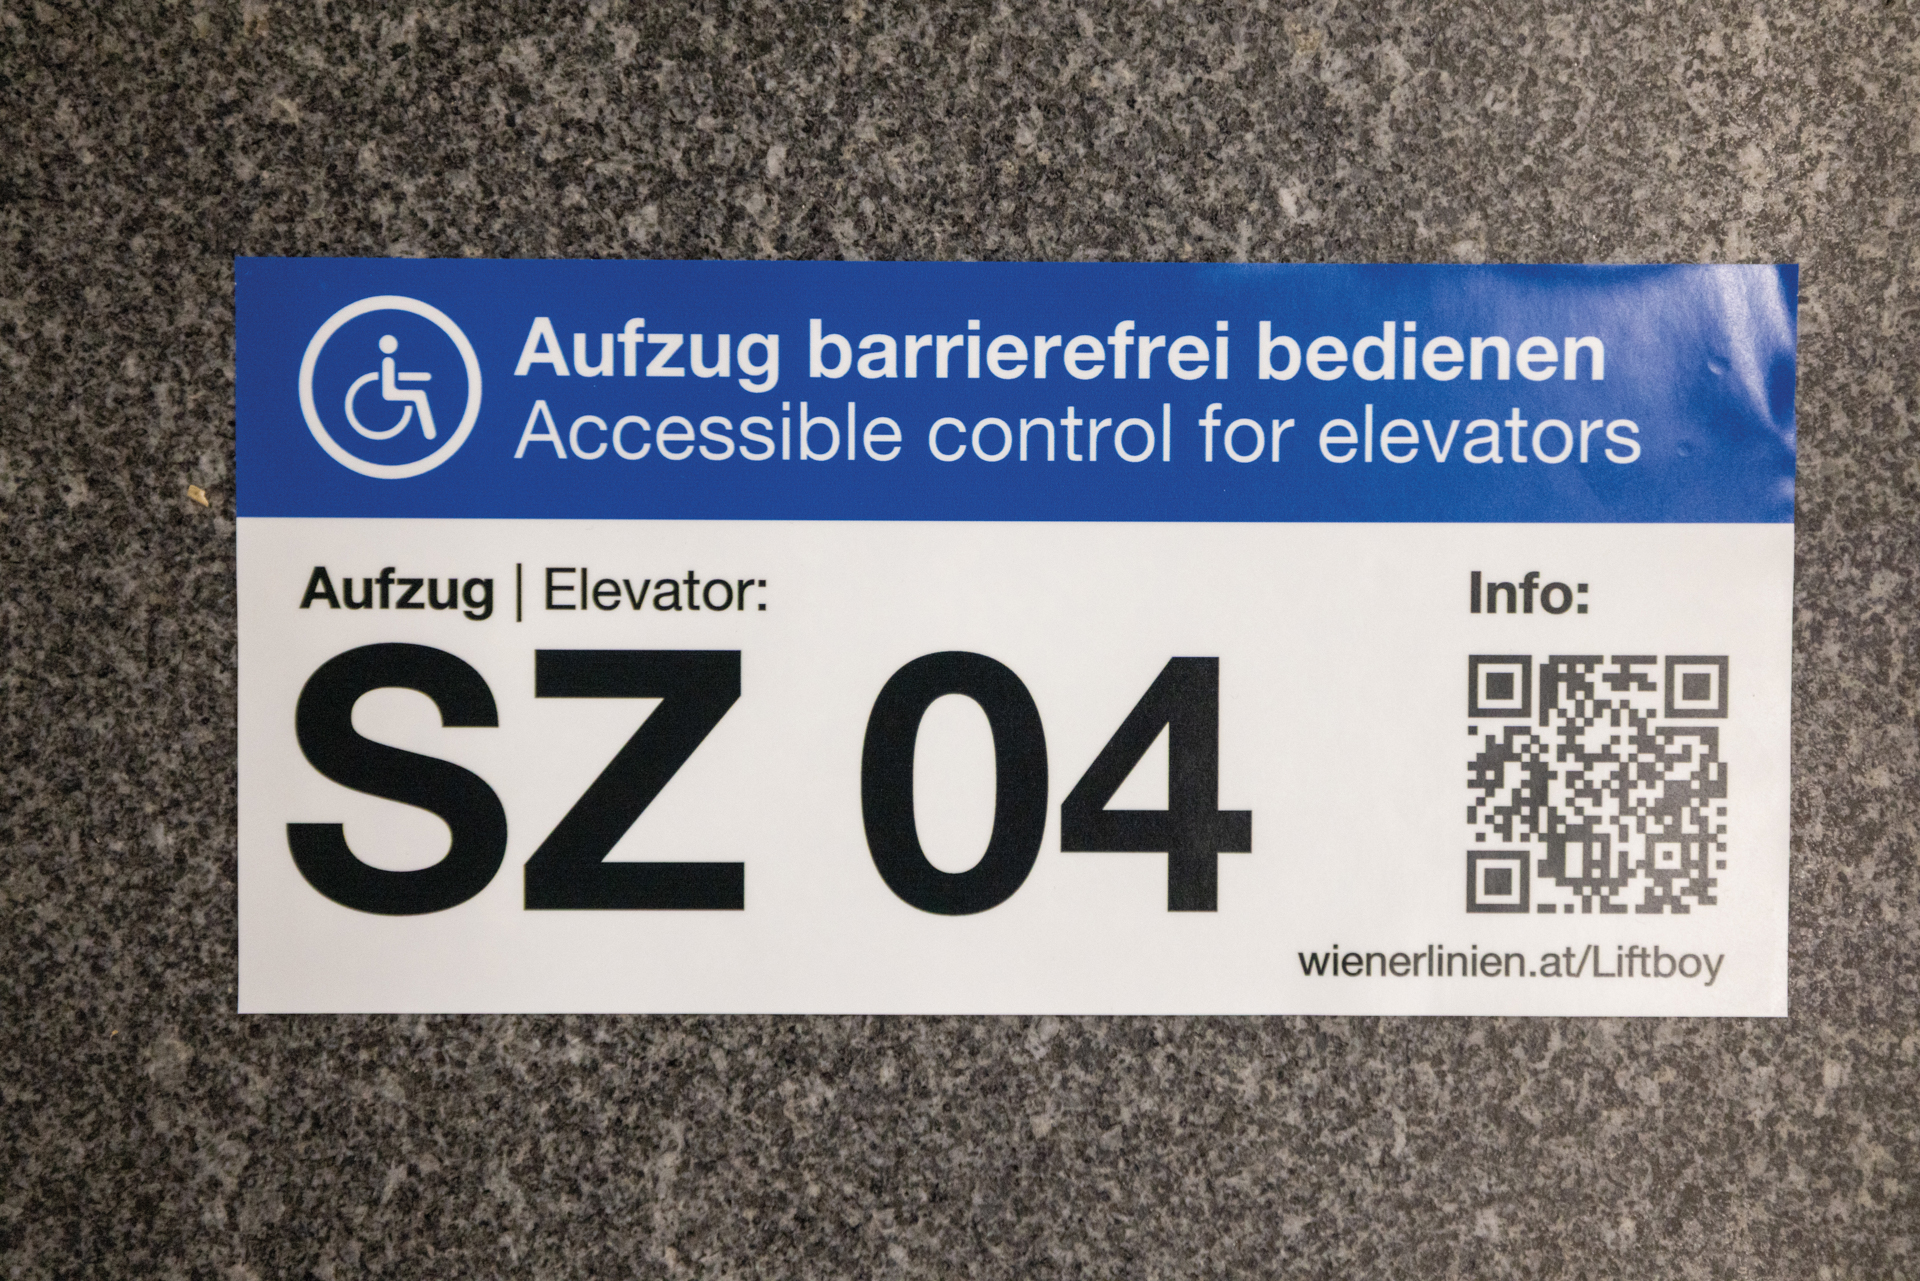 Aufzug barrierefrei bedienen
Accessible control for elevators
Aufzug | Elevator:
SZ 04
Info:
wienerlinien.at/Liftboy